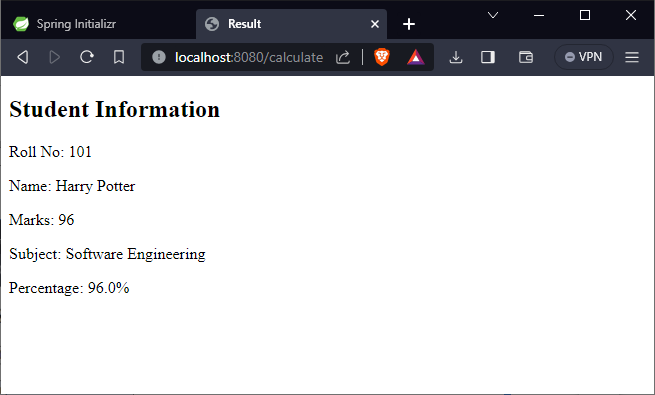 Spring Initializr
Result
localhost:8080/calculate
VPN
Student Information
Roll No: 101
Name: Harry Potter
Marks: 96
Subject: Software Engineering
Percentage: 96.0%